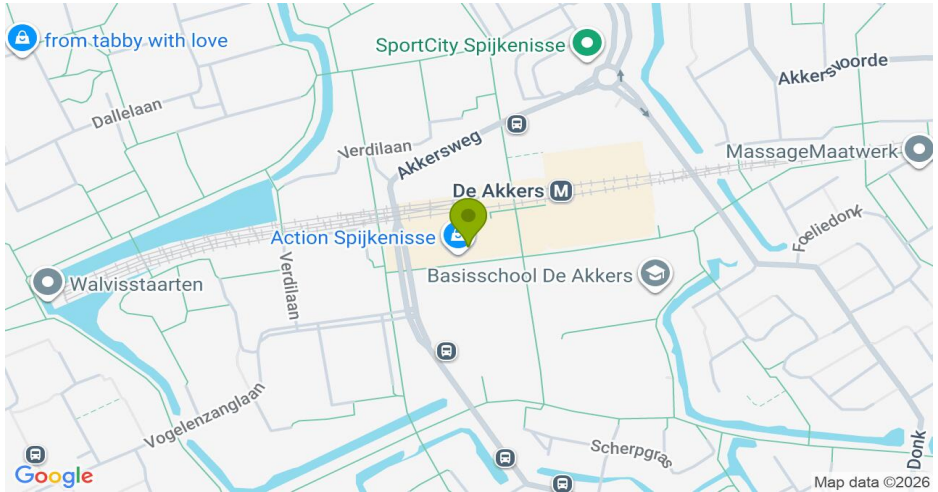 from tabby with love
SportCity Spijkenisse
Akkersvoorde
Dallelaan
Verdilaan
Akkersweg
MassageMaatwerk
De Akkers
M
Foeliedonk
Action Spijkenisse
Basisschool De Akkers
Walvisstaarten
Verdilaan
Vogelenzanglaan
Scherpgras
Donk
Google
Map data ©2026